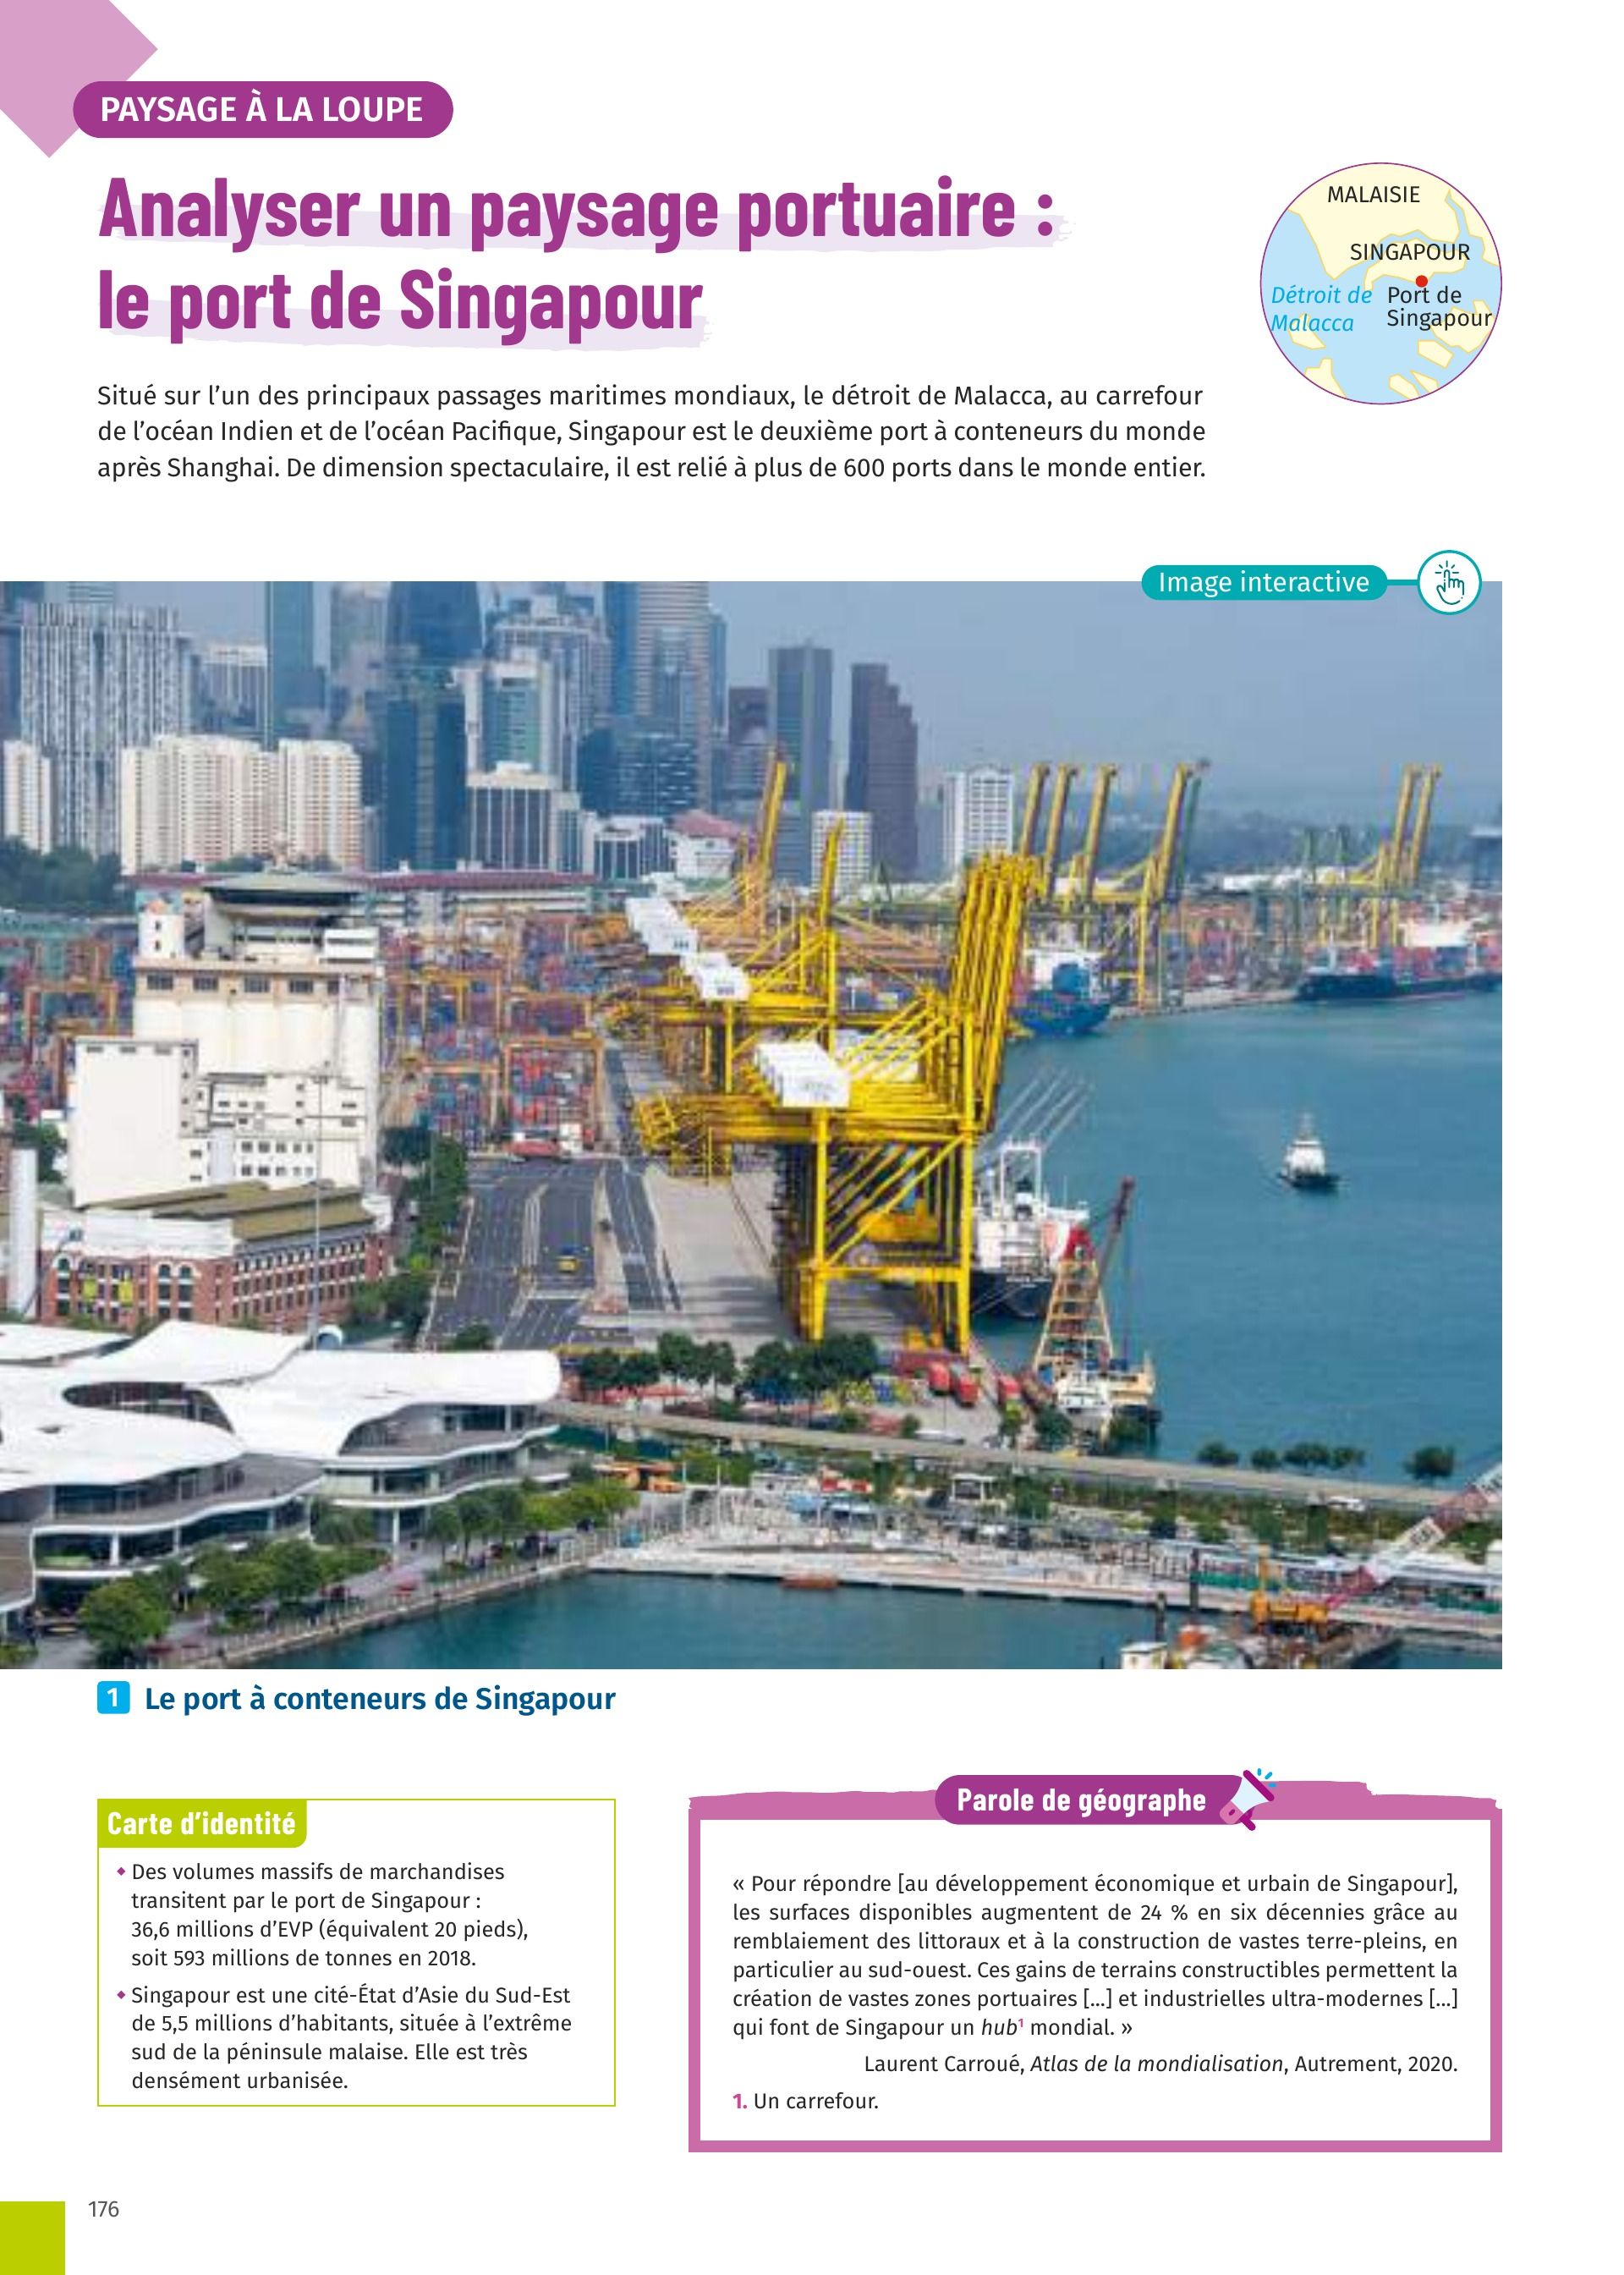 PAYSAGE À LA LOUPE
Analyser un paysage portuaire :
le port de Singapour
MALAISIE
SINGAPOUR
Détroit de
Malacca
Port de
Singapour
Situé sur l’un des principaux passages maritimes mondiaux, le détroit de Malacca, au carrefour
de l’océan Indien et de l’océan Pacifique, Singapour est le deuxième port à conteneurs du monde
après Shanghai. De dimension spectaculaire, il est relié à plus de 600 ports dans le monde entier.
Image interactive
1 Le port à conteneurs de Singapour
Carte d’identité
◆ Des volumes massifs de marchandises
transitent par le port de Singapour :
36,6 millions d’EVP (équivalent 20 pieds),
soit 593 millions de tonnes en 2018.
◆ Singapour est une cité-État d’Asie du Sud-Est
de 5,5 millions d’habitants, située à l’extrême
sud de la péninsule malaise. Elle est très
densément urbanisée.
Parole de géographe
« Pour répondre [au développement économique et urbain de Singapour],
les surfaces disponibles augmentent de 24 % en six décennies grâce au
remblaiement des littoraux et à la construction de vastes terre-pleins, en
particulier au sud-ouest. Ces gains de terrains constructibles permettent la
création de vastes zones portuaires [...] et industrielles ultra-modernes [...]
qui font de Singapour un hub¹ mondial. »
Laurent Carroué, Atlas de la mondialisation, Autrement, 2020.
1. Un carrefour.
176